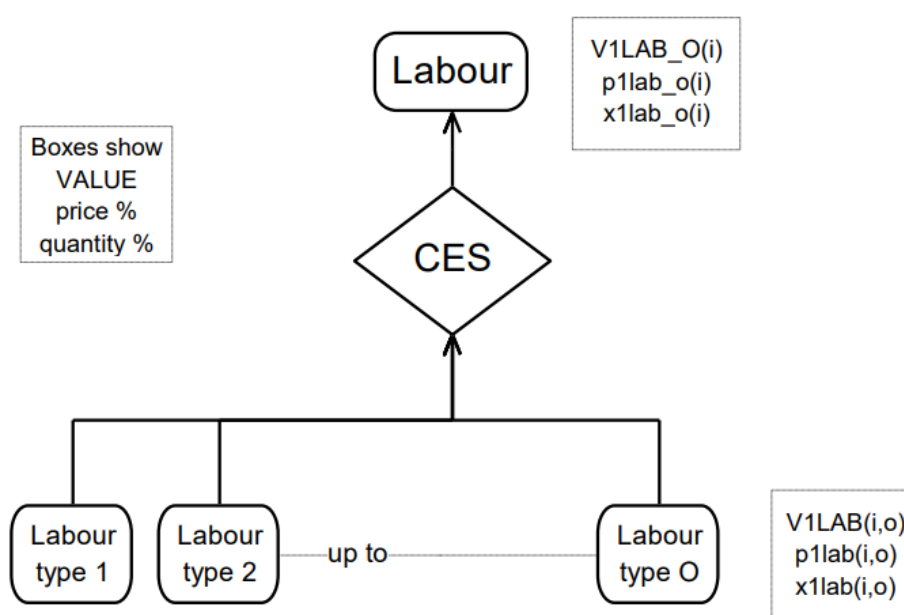 Labour
V1LAB_O(i)
p1lab_o(i)
x1lab_o(i)
Boxes show
VALUE
price %
quantity %
CES
Labour
type 1
Labour
type 2
up to
Labour
type O
V1LAB(i,o)
p1lab(i,o)
x1lab(i,o)